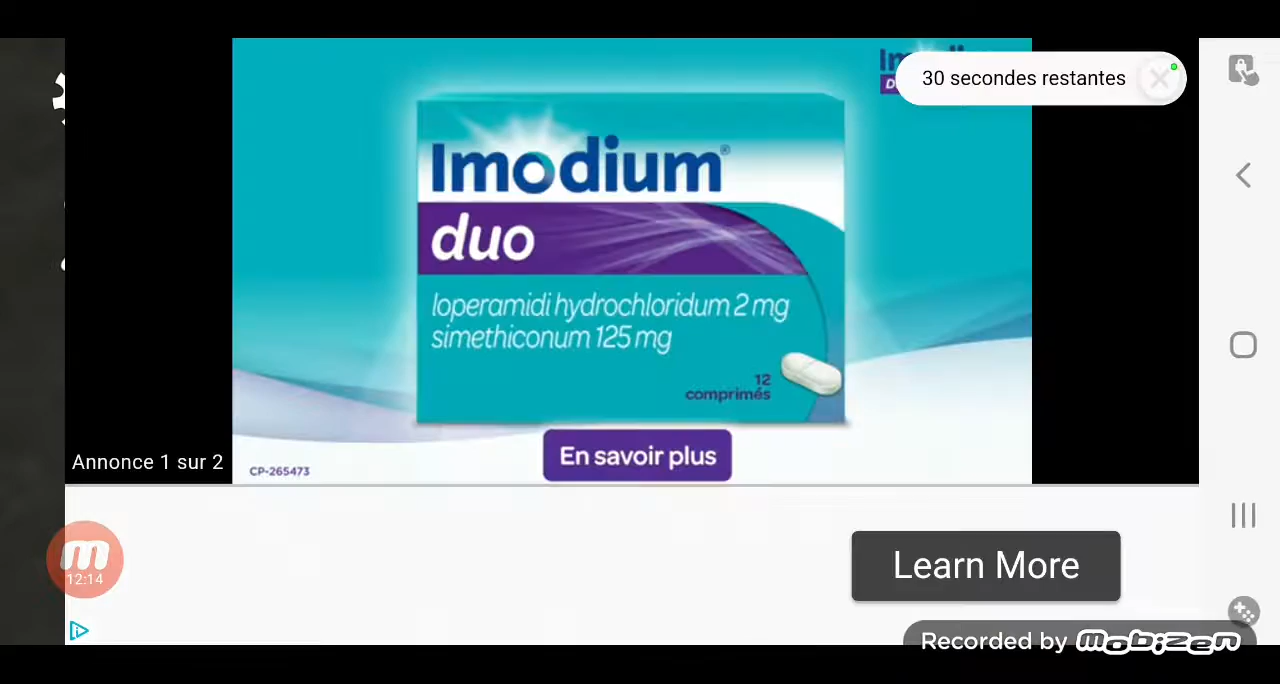 30 secondes restantes
Imodium®
duo
loperamidi hydrochloridum 2 mg
simethiconum 125 mg
12
comprimés
En savoir plus
Annonce 1 sur 2
CP-265473
Learn More
12:14
Recorded by mobizen